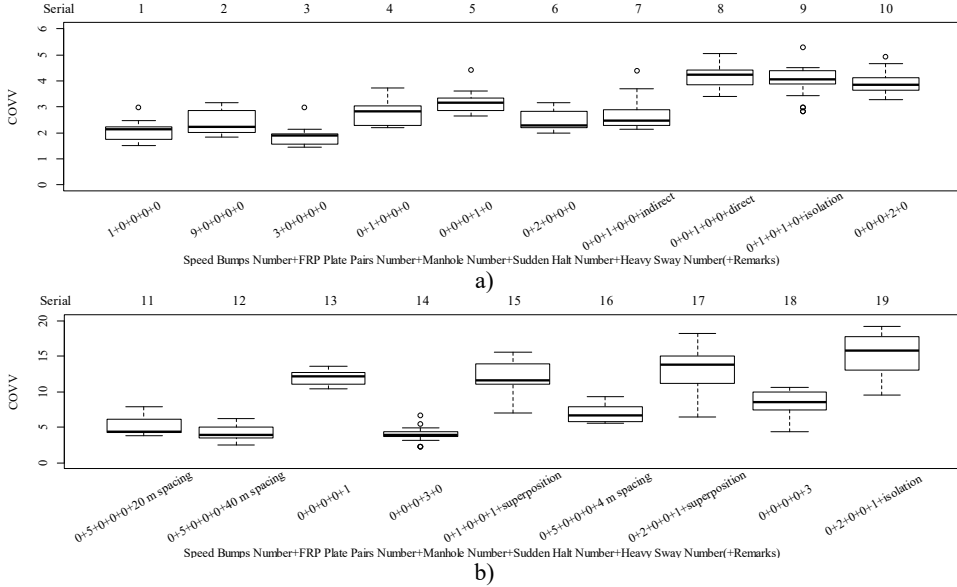 Serial 1 2 3 4 5 6 7 8 9 10
6
5
4
3
2
1
0
COVV
1+0+0+0+0 9+0+0+0+0 3+0+0+0+0 0+1+0+0+0 0+0+0+1+0 0+2+0+0+0 0+0+1+0+0+indirect 0+0+1+0+0+direct 0+1+0+1+0+isolation 0+0+0+2+0
Speed Bumps Number+FRP Plate Pairs Number+Manhole Number+Sudden Halt Number+Heavy Sway Number(+Remarks)
a)
Serial 11 12 13 14 15 16 17 18 19
20
15
10
5
0
COVV
0+5+0+0+0+20 m spacing 0+5+0+0+0+40 m spacing 0+0+0+0+1 0+0+0+3+0 0+1+0+0+1+superposition 0+5+0+0+0+4 m spacing 0+2+0+0+1+superposition 0+0+0+0+3 0+2+0+0+1+isolation
Speed Bumps Number+FRP Plate Pairs Number+Manhole Number+Sudden Halt Number+Heavy Sway Number(+Remarks)
b)